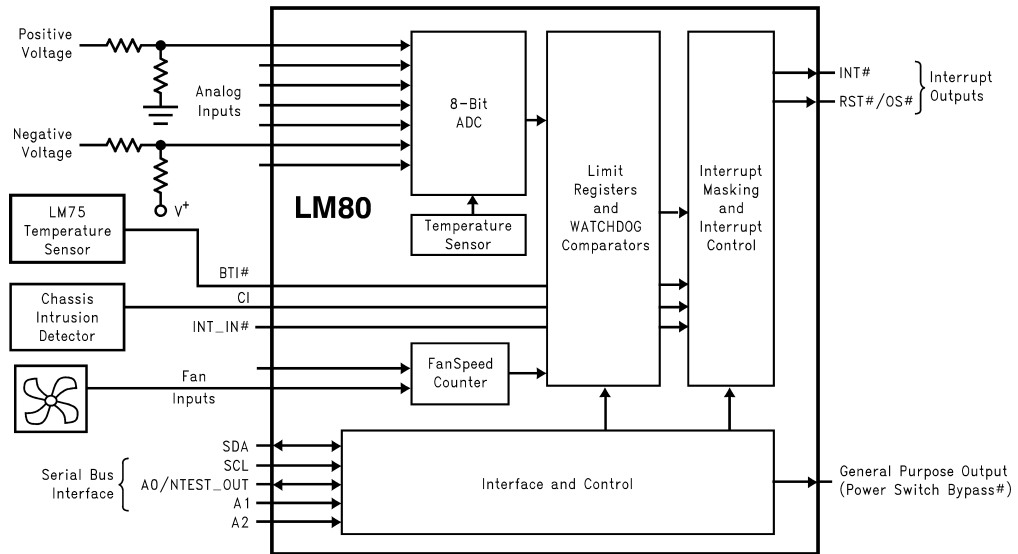 Positive
Voltage
Analog
Inputs
Negative
Voltage
V+
8-Bit
ADC
LM80
Temperature
Sensor
LM75
Temperature
Sensor
BTI#
Chassis
Intrusion
Detector
CI
INT_IN#
Fan
Inputs
FanSpeed
Counter
Limit
Registers
and
WATCHDOG
Comparators
Interrupt
Masking
and
Interrupt
Control
INT#
RST#/OS#
Interrupt
Outputs
Serial Bus
Interface
SDA
SCL
A0/NTEST_OUT
A1
A2
Interface and Control
General Purpose Output
(Power Switch Bypass#)